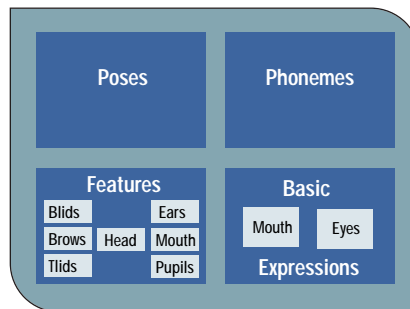 Poses
Phonemes
Features
Blids
Ears
Brows
Head
Mouth
Tlids
Pupils
Basic
Mouth
Eyes
Expressions